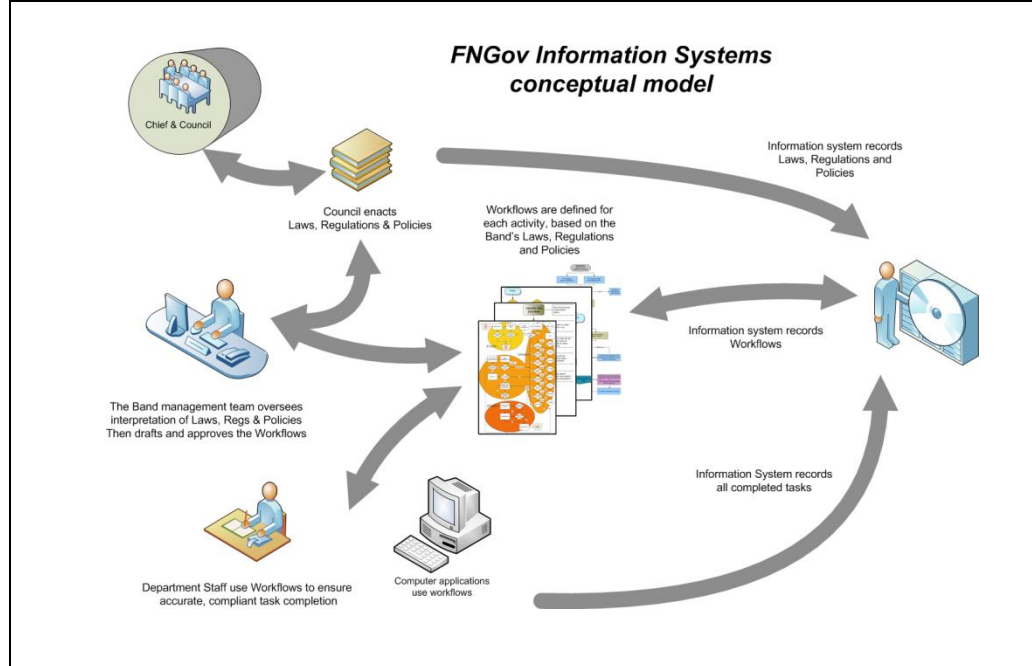 FNGov Information Systems
conceptual model
Chief & Council
Council enacts
Laws, Regulations & Policies
Information system records
Laws, Regulations and
Policies
Workflows are defined for
each activity, based on the
Band's Laws, Regulations
and Policies
Information system records
Workflows
The Band management team oversees
interpretation of Laws, Regs & Policies
Then drafts and approves the Workflows
Information System records
all completed tasks
Department Staff use Workflows to ensure
accurate, compliant task completion
Computer applications
use workflows